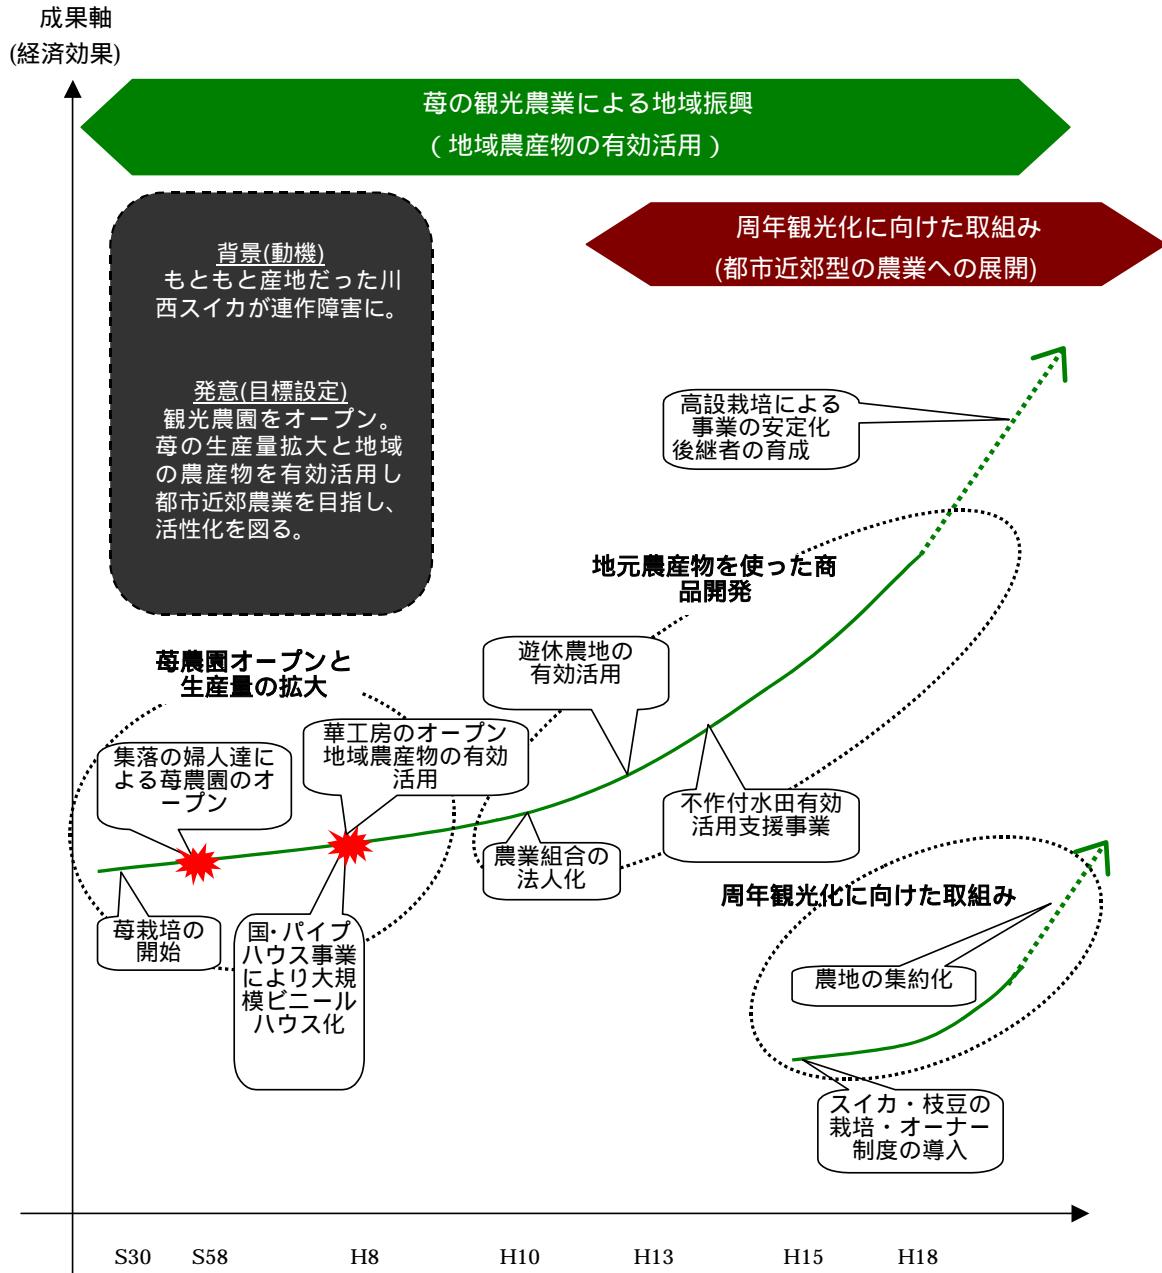 成果軸
(経済効果)
苺の観光農業による地域振興
(地域農産物の有効活用)
周年観光化に向けた取組み
(都市近郊型の農業への展開)
背景(動機)
もともと産地だった川
西スイカが連作障害に。
発意(目標設定)
観光農園をオープン。
苺の生産量拡大と地域
の農産物を有効活用し
都市近郊農業を目指し、
活性化を図る。
高設栽培による
事業の安定化
後継者の育成
地元農産物を使った商
品開発
遊休農地の
有効活用
苺農園オープンと
生産量の拡大
華工房のオープン
地域農産物の有効
活用
集落の婦人達に
よる苺農園のオ
ープン
不作付水田有効
活用支援事業
農業組合の
法人化
周年観光化に向けた取組み
苺栽培の
開始
国・パイプ
ハウス事業
により大規
模ビニール
ハウス化
農地の集約化
スイカ・枝豆の
栽培・オーナー
制度の導入
S30 S58 H8 H10 H13 H15 H18